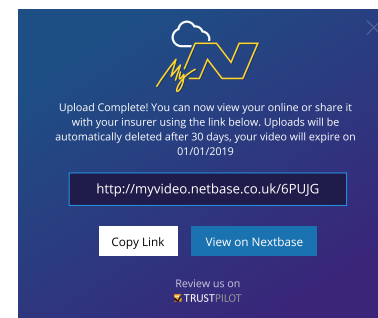 My N
Upload Complete! You can now view your online or share it
with your insurer using the link below. Uploads will be
automatically deleted after 30 days, your video will expire on
01/01/2019
http://myvideo.netbase.co.uk/6PUJG
Copy Link
View on Nextbase
Review us on
TRUSTPILOT